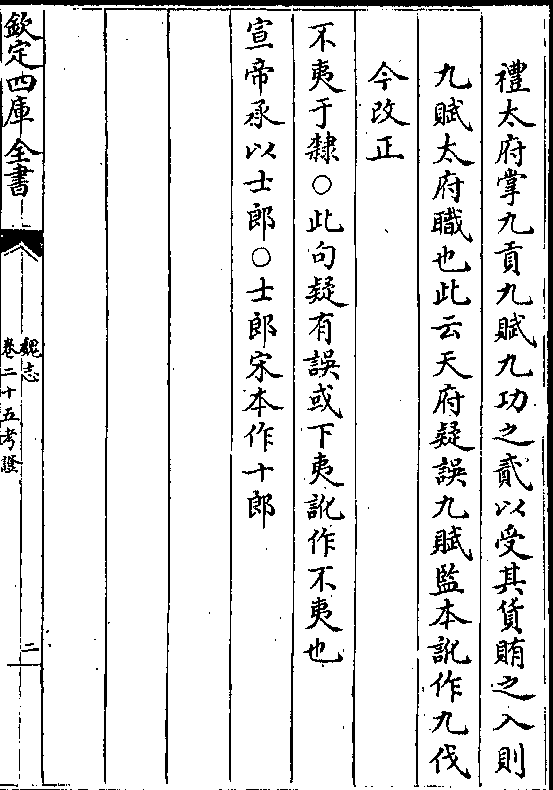 禮太府掌九貢九賦九功之貳以受其貨賄之入則
九賦太府職也此云天府疑誤九賦監本訛作九伐
今改正
不夷于隸○此句疑有誤或下夷訛作不夷也
宣帝承以士郎○士郎宋本作十郎
欽定四庫全書
魏志
卷二十五考證
二